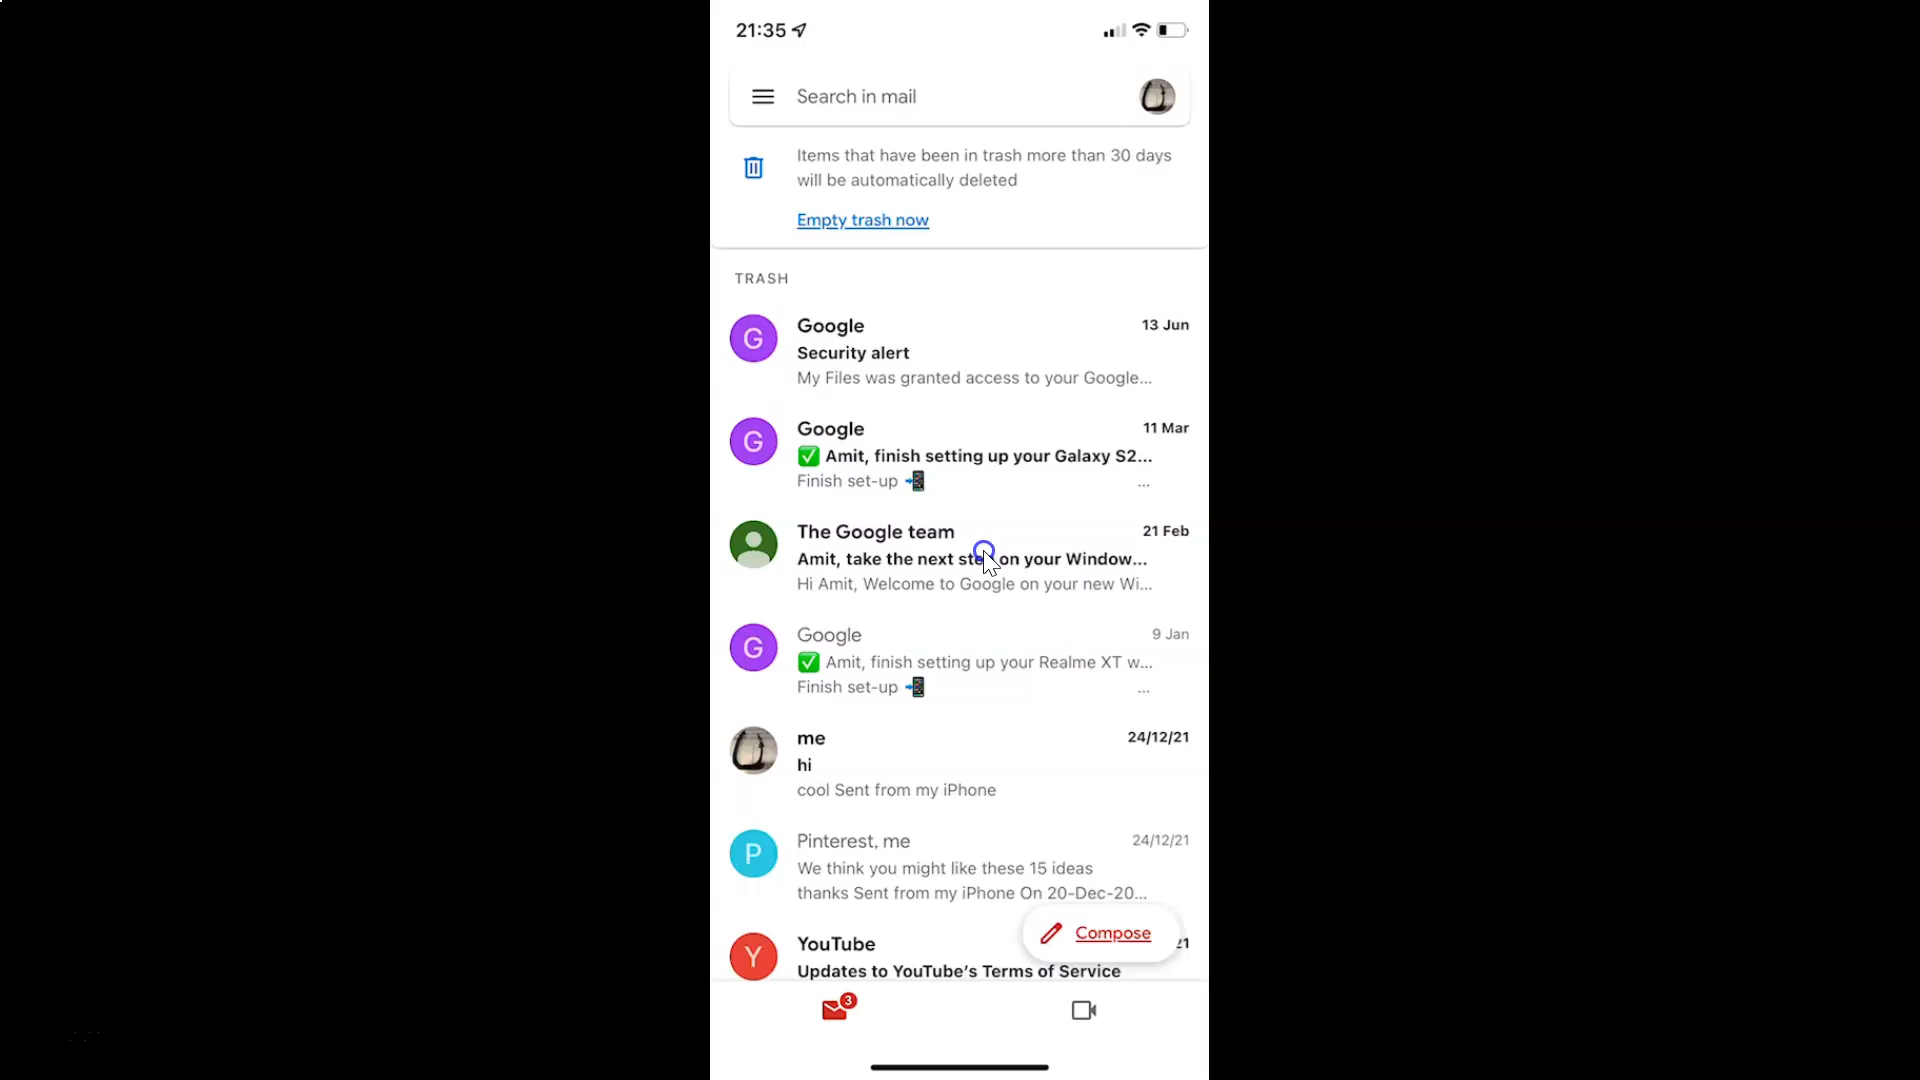 21:35
Search in mail
Items that have been in trash more than 30 days
will be automatically deleted
Empty trash now
TRASH
G
Google
13 Jun
Security alert
My Files was granted access to your Google...
G
Google
11 Mar
✅ Amit, finish setting up your Galaxy S2...
Finish set-up 📲
...
The Google team
21 Feb
Amit, take the next step on your Window...
Hi Amit, Welcome to Google on your new Wi...
G
Google
9 Jan
✅ Amit, finish setting up your Realme XT w...
Finish set-up 📲
...
me
24/12/21
hi
cool Sent from my iPhone
P
Pinterest, me
24/12/21
We think you might like these 15 ideas
thanks Sent from my iPhone On 20-Dec-20...
Compose
Y
YouTube
21
Updates to YouTube’s Terms of Service
3